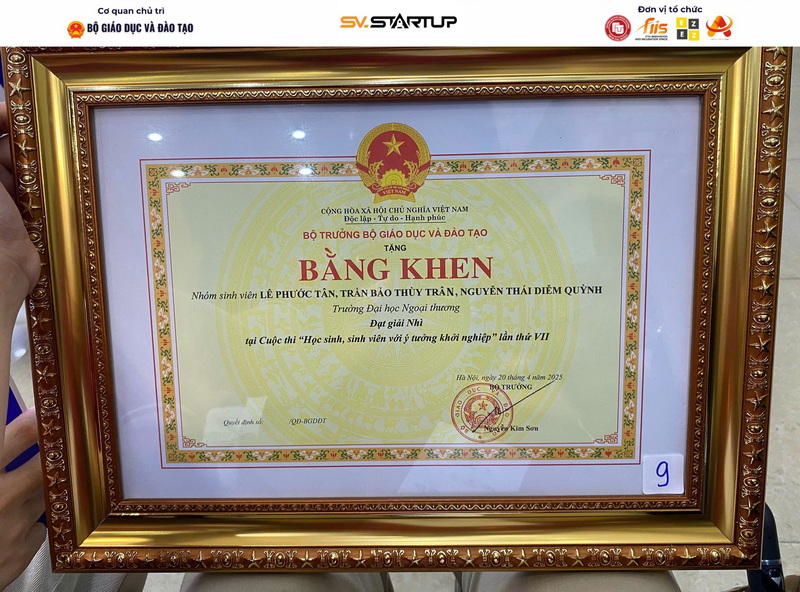 Cơ quan chủ trì
BỘ GIÁO DỤC VÀ ĐÀO TẠO
SV.STARTUP
Đơn vị tổ chức
fiis
EZ
EZ
VIỆT NAM
CỘNG HÒA XÃ HỘI CHỦ NGHĨA VIỆT NAM
Độc lập - Tự do - Hạnh phúc
BỘ TRƯỞNG BỘ GIÁO DỤC VÀ ĐÀO TẠO
TẶNG
BẰNG KHEN
Nhóm sinh viên LÊ PHƯỚC TÂN, TRẦN BẢO THÙY TRÂN, NGUYỄN THÁI DIỄM QUỲNH
Trường Đại học Ngoại thương
Đạt giải Nhì
tại Cuộc thi “Học sinh, sinh viên với ý tưởng khởi nghiệp” lần thứ VII
Hà Nội, ngày 20 tháng 4 năm 2025
BỘ TRƯỞNG
Quyết định số: /QĐ-BGDĐT
Nguyễn Kim Sơn
9